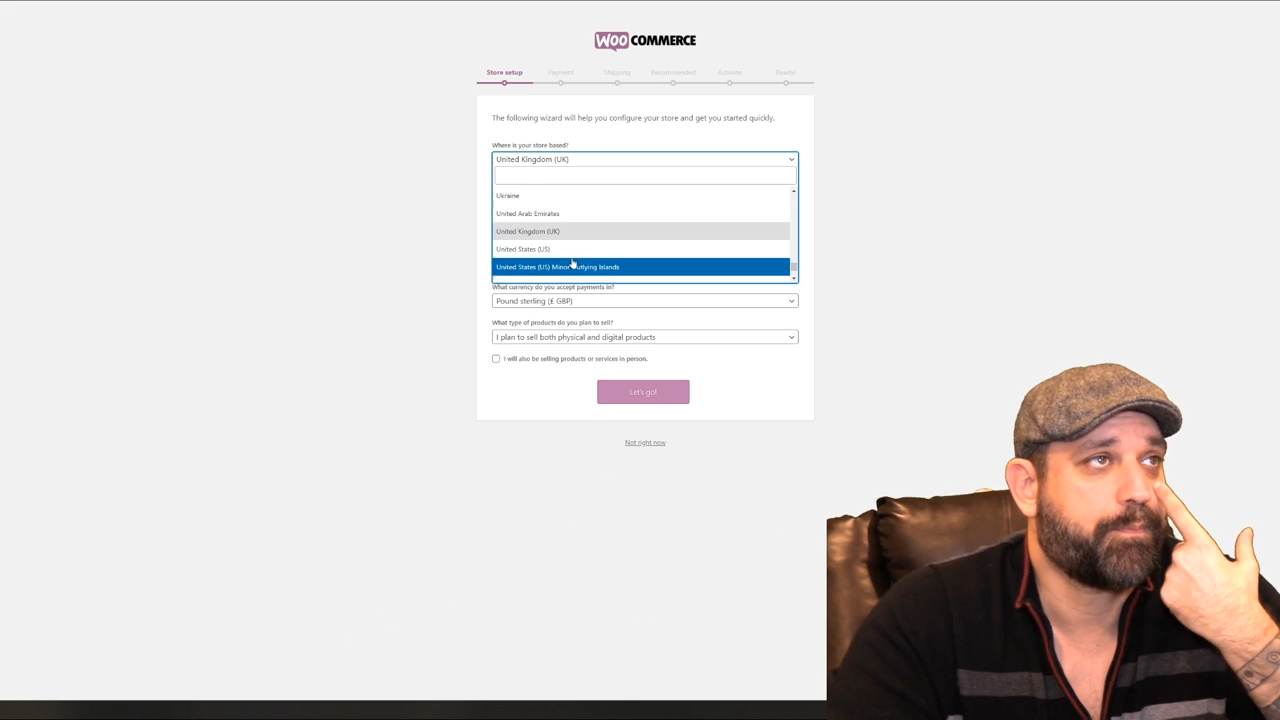 WOO COMMERCE
Store setup Payment Shipping Recommended Activate Ready!
The following wizard will help you configure your store and get you started quickly.
Where is your store based?
United Kingdom (UK)
Ukraine
United Arab Emirates
United Kingdom (UK)
United States (US)
United States (US) Minor Outlying Islands
What currency do you accept payments in?
Pound sterling (£ GBP)
What type of products do you plan to sell?
I plan to sell both physical and digital products
I will also be selling products or services in person.
Let's go!
Not right now